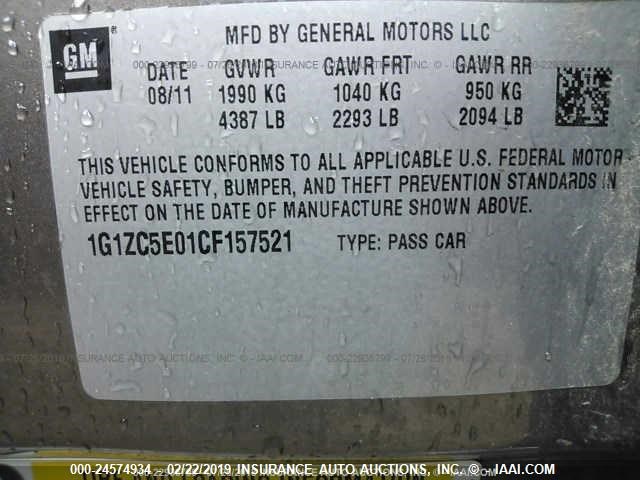 GM
MFD BY GENERAL MOTORS LLC
DATE GVWR GAWR FRT GAWR RR
08/11 1990 KG 1040 KG 950 KG
4387 LB 2293 LB 2094 LB
THIS VEHICLE CONFORMS TO ALL APPLICABLE U.S. FEDERAL MOTOR
VEHICLE SAFETY, BUMPER, AND THEFT PREVENTION STANDARDS IN
EFFECT ON THE DATE OF MANUFACTURE SHOWN ABOVE.
1G1ZC5E01CF157521 TYPE: PASS CAR
000-24574934 - 02/22/2019 INSURANCE AUTO AUCTIONS, INC. © - IAAI.COM